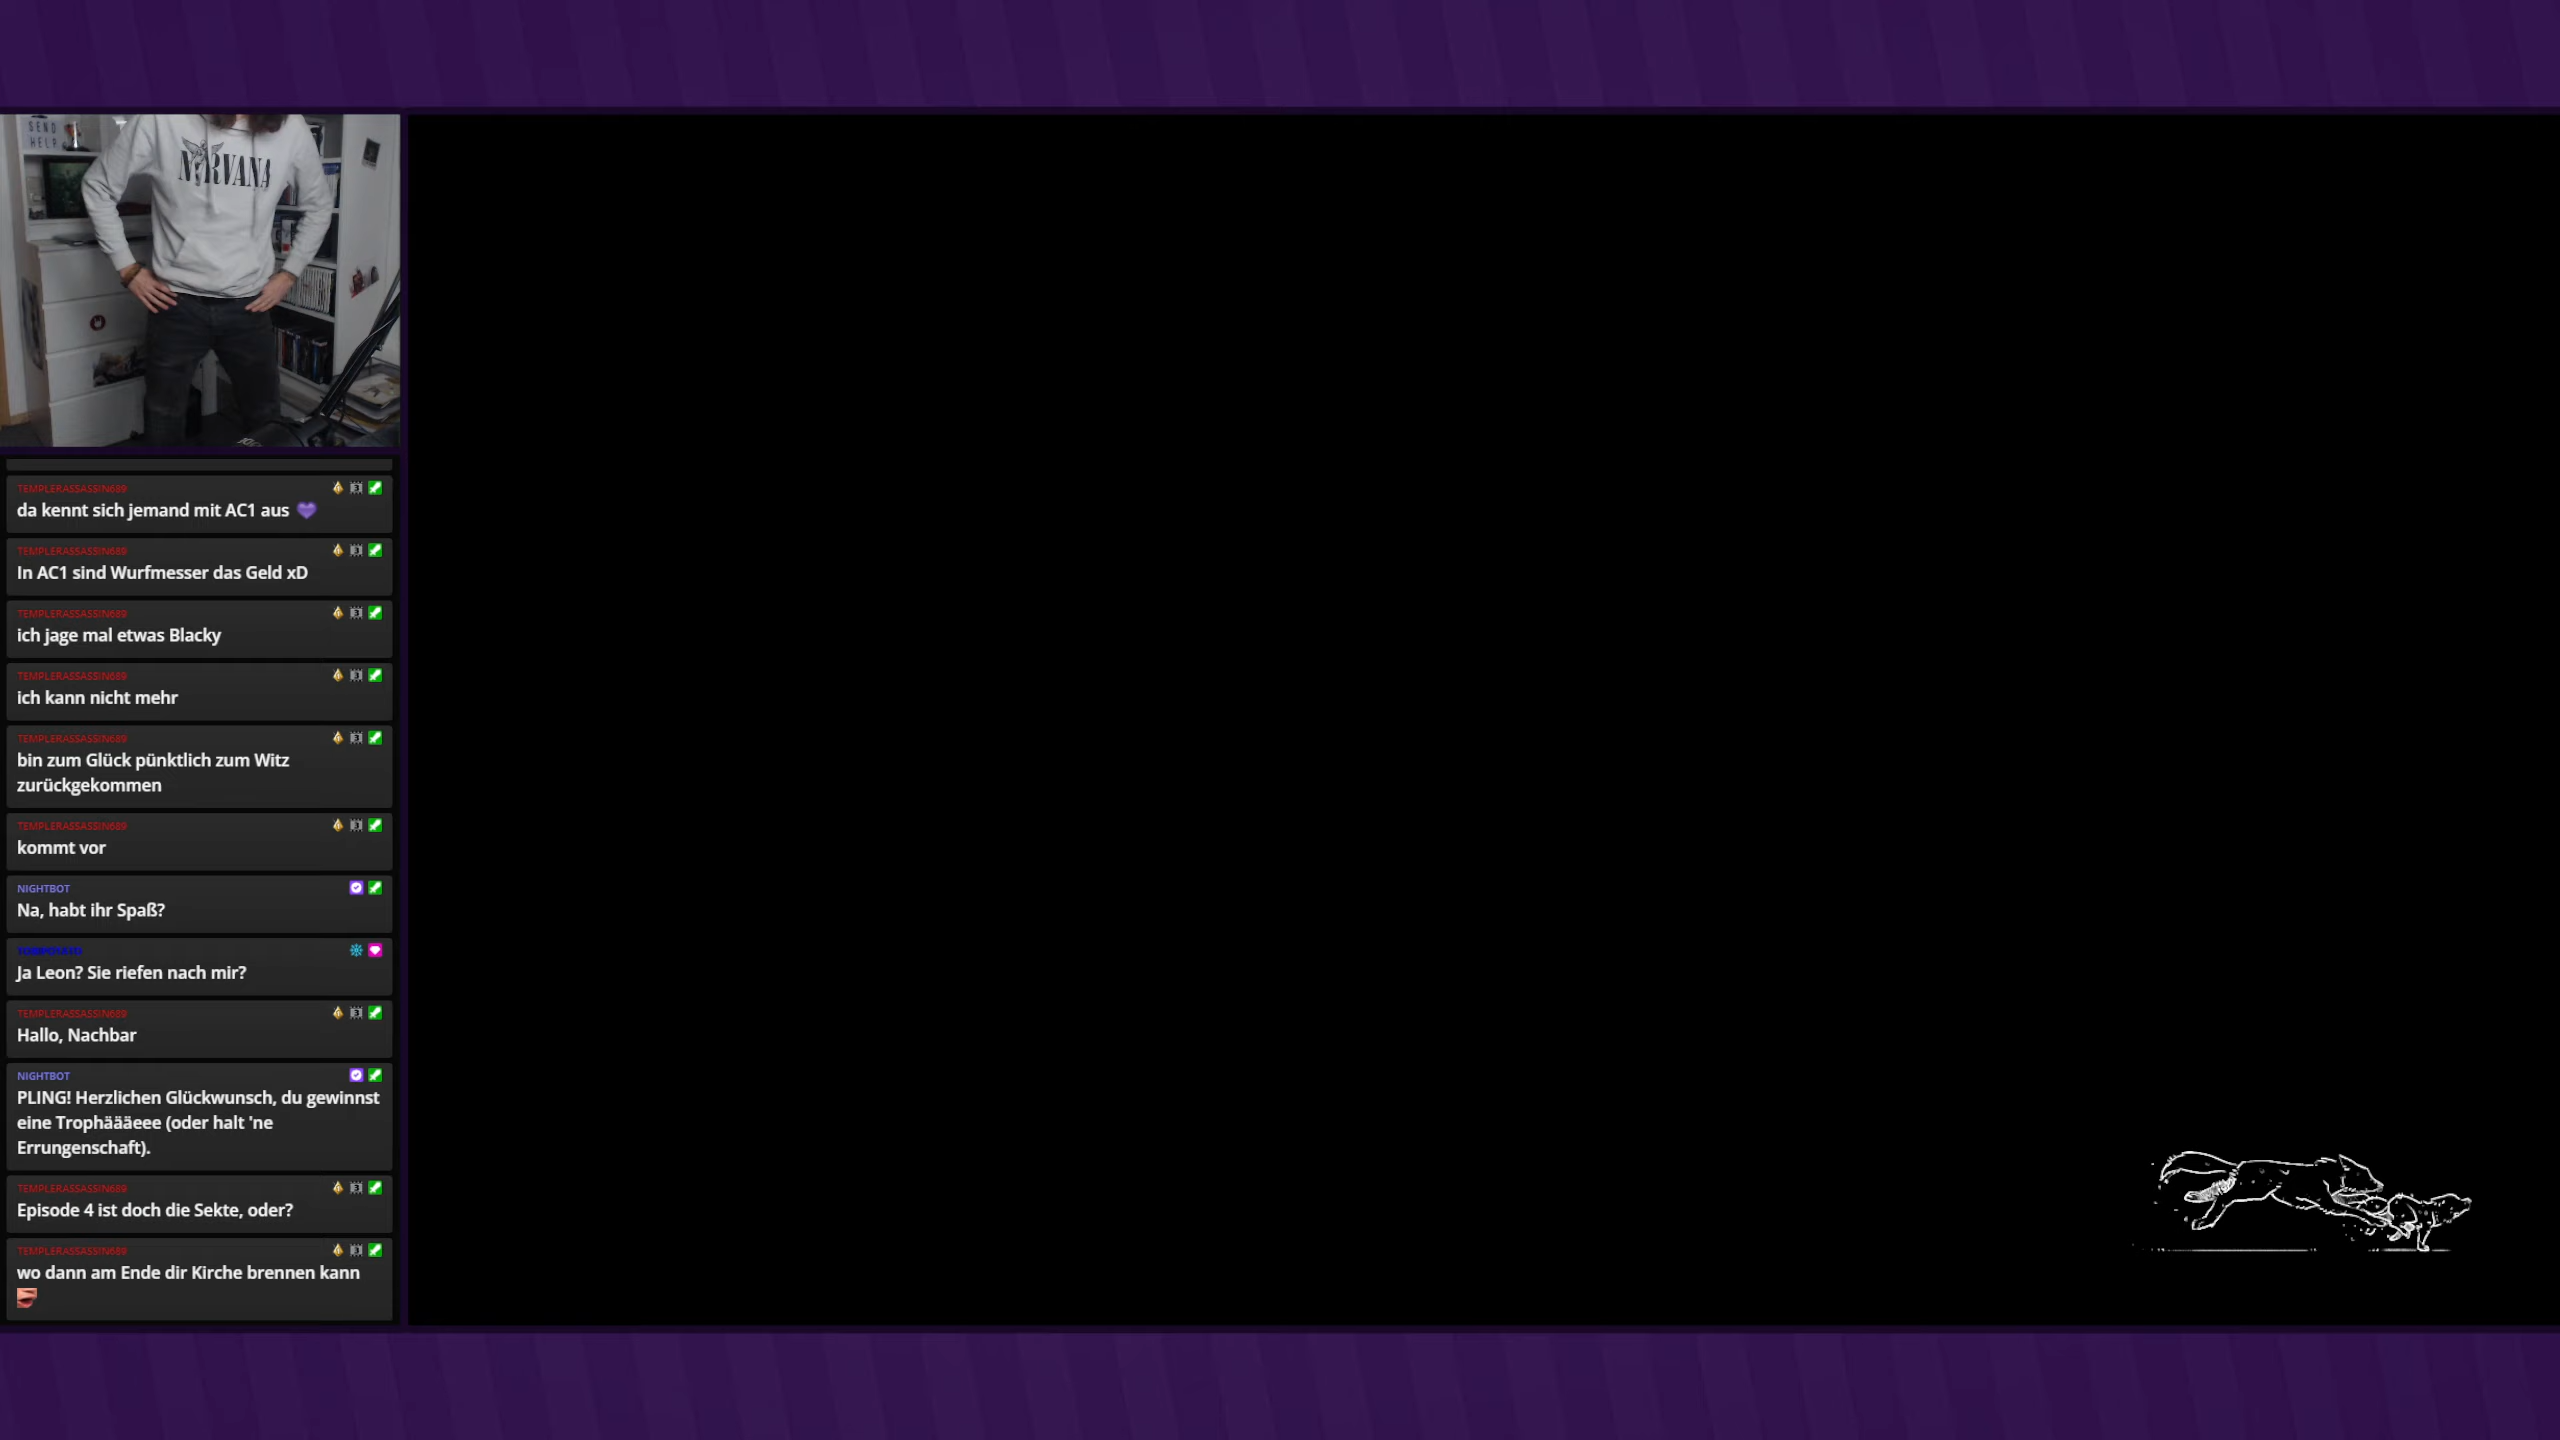 SEND
HELP
NIRVANA
TEMPLERASSASSIN689
da kennt sich jemand mit AC1 aus
TEMPLERASSASSIN689
In AC1 sind Wurfmesser das Geld xD
TEMPLERASSASSIN689
ich jage mal etwas Blacky
TEMPLERASSASSIN689
ich kann nicht mehr
TEMPLERASSASSIN689
bin zum Glück pünktlich zum Witz
zurückgekommen
TEMPLERASSASSIN689
kommt vor
NIGHTBOT
Na, habt ihr Spaß?
Ja Leon? Sie riefen nach mir?
TEMPLERASSASSIN689
Hallo, Nachbar
NIGHTBOT
PLING! Herzlichen Glückwunsch, du gewinnst
eine Trophäääeee (oder halt 'ne
Errungenschaft).
TEMPLERASSASSIN689
Episode 4 ist doch die Sekte, oder?
TEMPLERASSASSIN689
wo dann am Ende dir Kirche brennen kann